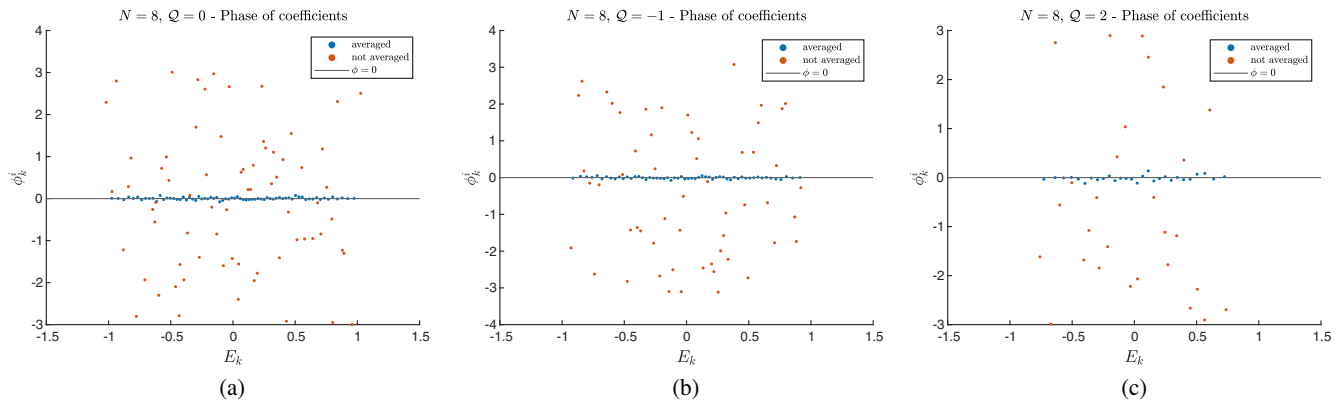 N = 8, Q = 0 - Phase of coefficients
4
3
2
1
0
-1
-2
-3
ϕ_k^i
-1.5
-1
-0.5
0
0.5
1
1.5
E_k
averaged
not averaged
ϕ = 0
(a)
N = 8, Q = −1 - Phase of coefficients
4
3
2
1
0
-1
-2
-3
-4
ϕ_k^i
-1.5
-1
-0.5
0
0.5
1
1.5
E_k
averaged
not averaged
ϕ = 0
(b)
N = 8, Q = 2 - Phase of coefficients
3
2
1
0
-1
-2
-3
ϕ_k^i
-1.5
-1
-0.5
0
0.5
1
1.5
E_k
averaged
not averaged
ϕ = 0
(c)